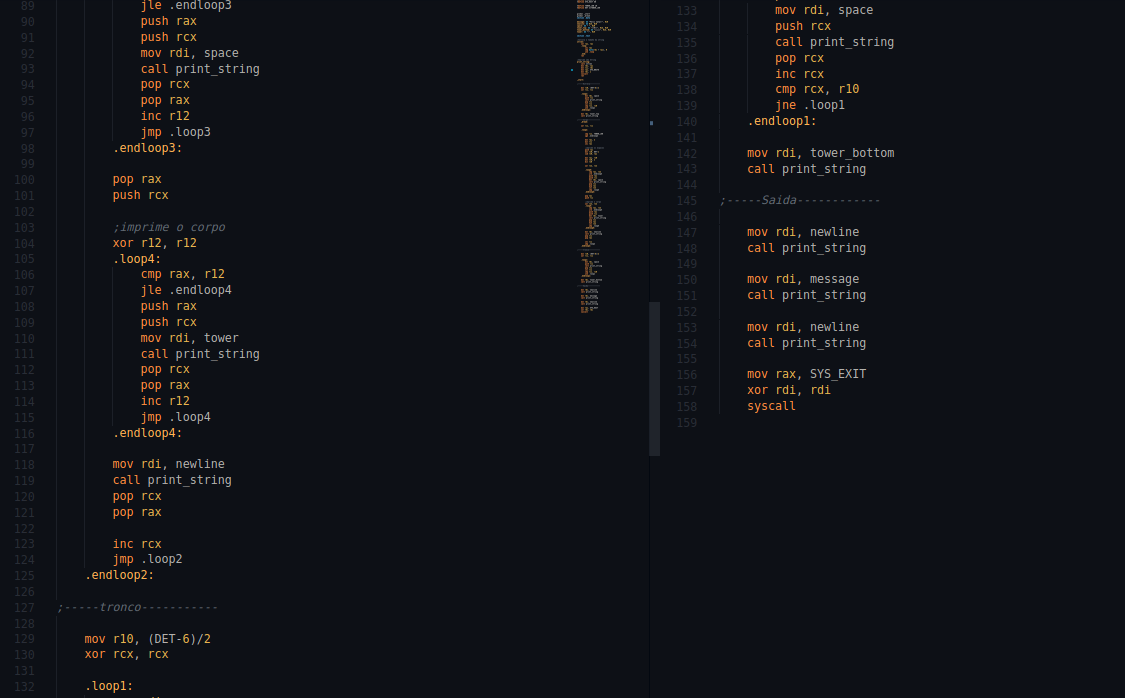 89 jle .endloop3
90 push rax
91 push rcx
92 mov rdi, space
93 call print_string
94 pop rcx
95 pop rax
96 inc r12
97 jmp .loop3
98 .endloop3:
99
100 pop rax
101 push rcx
102
103 ;imprime o corpo
104 xor r12, r12
105 .loop4:
106 cmp rax, r12
107 jle .endloop4
108 push rax
109 push rcx
110 mov rdi, tower
111 call print_string
112 pop rcx
113 pop rax
114 inc r12
115 jmp .loop4
116 .endloop4:
117
118 mov rdi, newline
119 call print_string
120 pop rcx
121 pop rax
122
123 inc rcx
124 jmp .loop2
125 .endloop2:
126
127 ;-----tronco-----------
128
129 mov r10, (DET-6)/2
130 xor rcx, rcx
131
132 .loop1:
133 mov rdi, space
134 push rcx
135 call print_string
136 pop rcx
137 inc rcx
138 cmp rcx, r10
139 jne .loop1
140 .endloop1:
141
142 mov rdi, tower_bottom
143 call print_string
144
145 ;-----Saida------------
146
147 mov rdi, newline
148 call print_string
149
150 mov rdi, message
151 call print_string
152
153 mov rdi, newline
154 call print_string
155
156 mov rax, SYS_EXIT
157 xor rdi, rdi
158 syscall
159